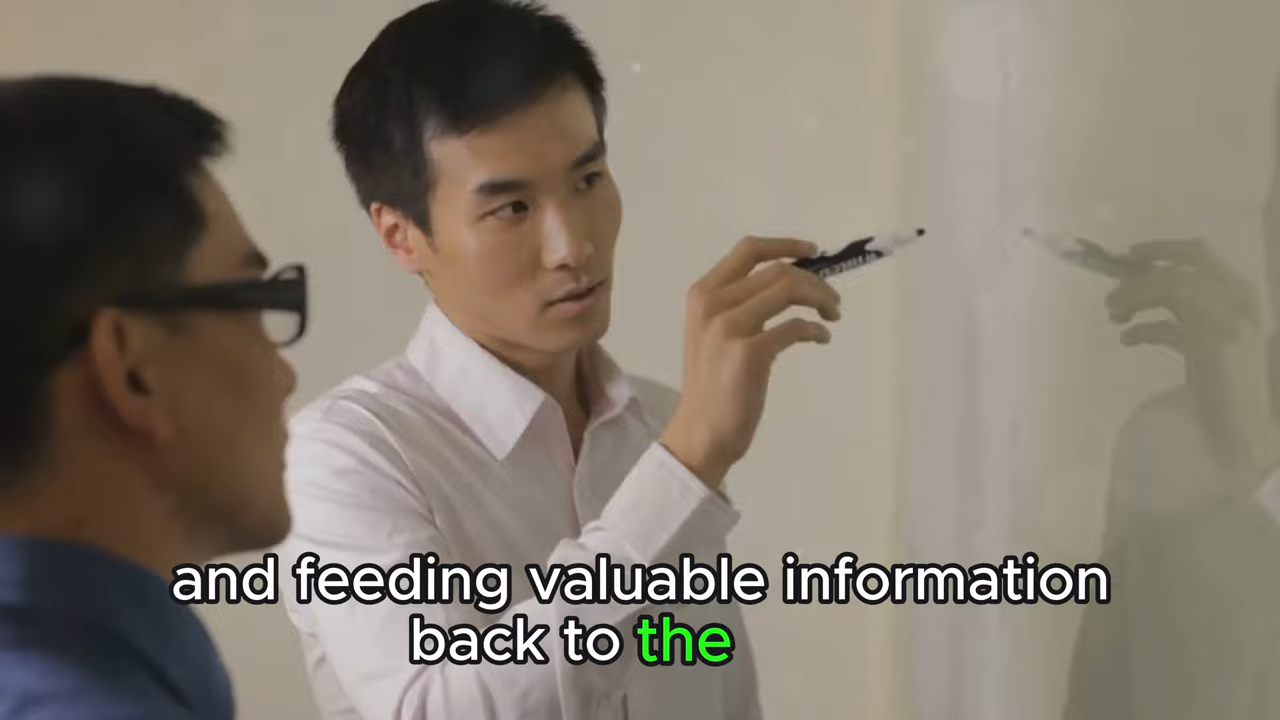 and feeding valuable information
back to the